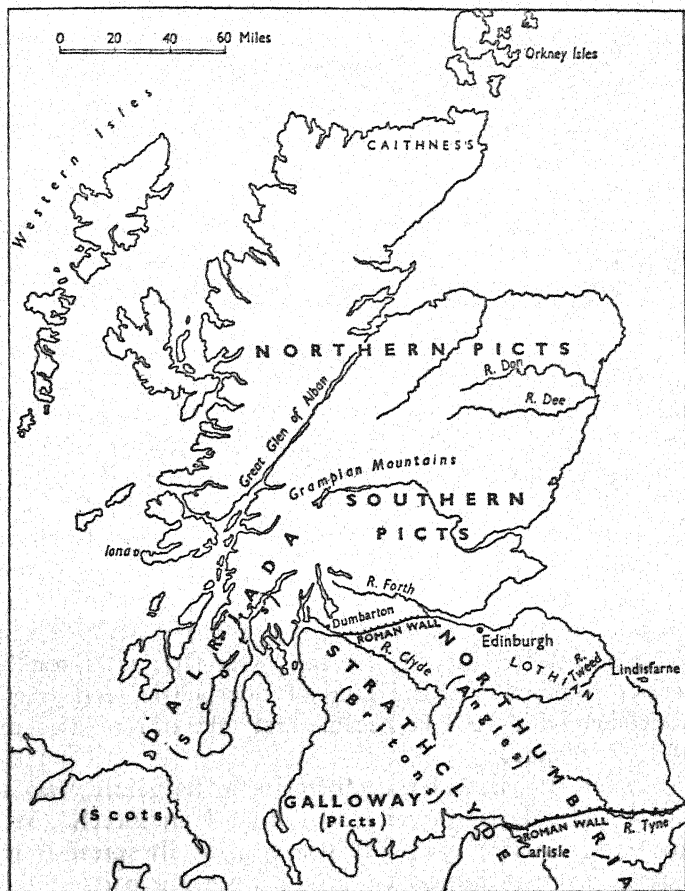 0 20 40 60 Miles
Orkney Isles
Western Isles
CAITHNESS
NORTHERN PICTS
R. Don
R. Dee
Great Glen of Alban
Grampian Mountains
SOUTHERN
PICTS
Iona
DALRIADA
(Scots)
R. Forth
Dumbarton
ROMAN WALL
Edinburgh
R. Clyde
LOTHIAN
R. Tweed
Lindisfarne
NORTHUMBRIA
(Angles)
STRATHCLYDE
(Britons)
(Scots)
GALLOWAY
(Picts)
ROMAN WALL
R. Tyne
Carlisle